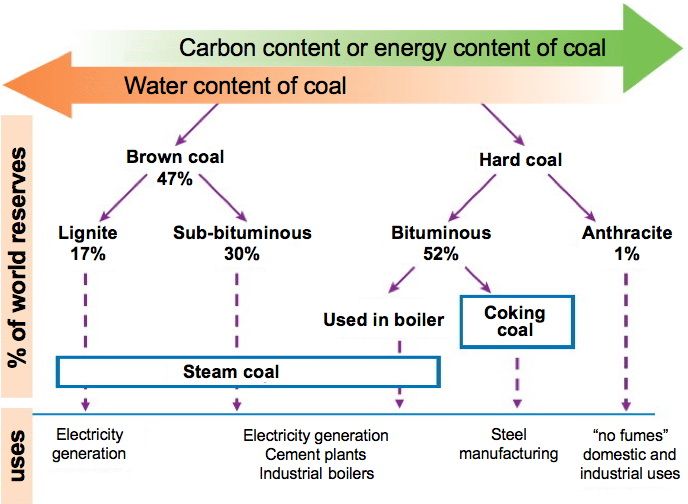 Carbon content or energy content of coal
Water content of coal
% of world reserves
Brown coal
47%
Hard coal
Lignite
17%
Sub-bituminous
30%
Bituminous
52%
Anthracite
1%
Used in boiler
Coking
coal
Steam coal
uses
Electricity
generation
Electricity generation
Cement plants
Industrial boilers
Steel
manufacturing
“no fumes”
domestic and
industrial uses